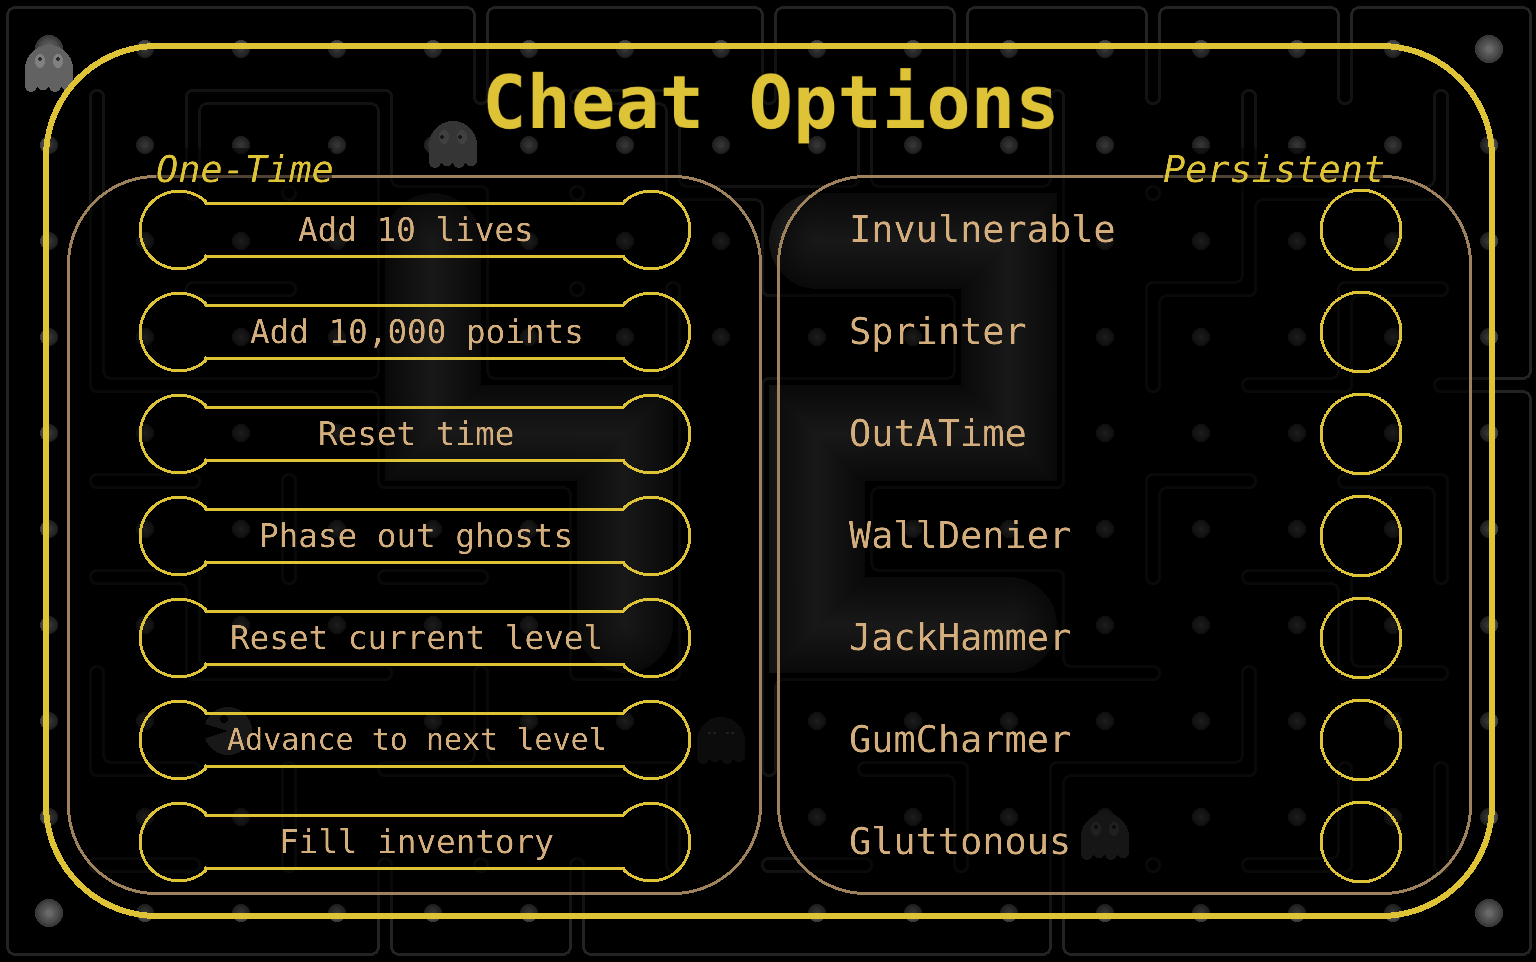 Cheat Options
One-Time
Add 10 lives
Add 10,000 points
Reset time
Phase out ghosts
Reset current level
Advance to next level
Fill inventory
Persistent
Invulnerable
Sprinter
OutATime
WallDenier
JackHammer
GumCharmer
Gluttonous